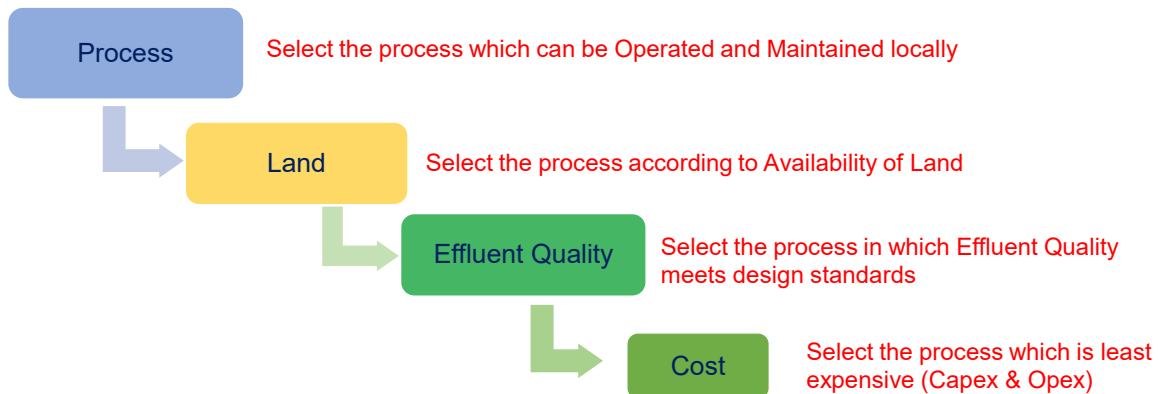 Process
Select the process which can be Operated and Maintained locally
Land
Select the process according to Availability of Land
Effluent Quality
Select the process in which Effluent Quality
meets design standards
Cost
Select the process which is least
expensive (Capex & Opex)